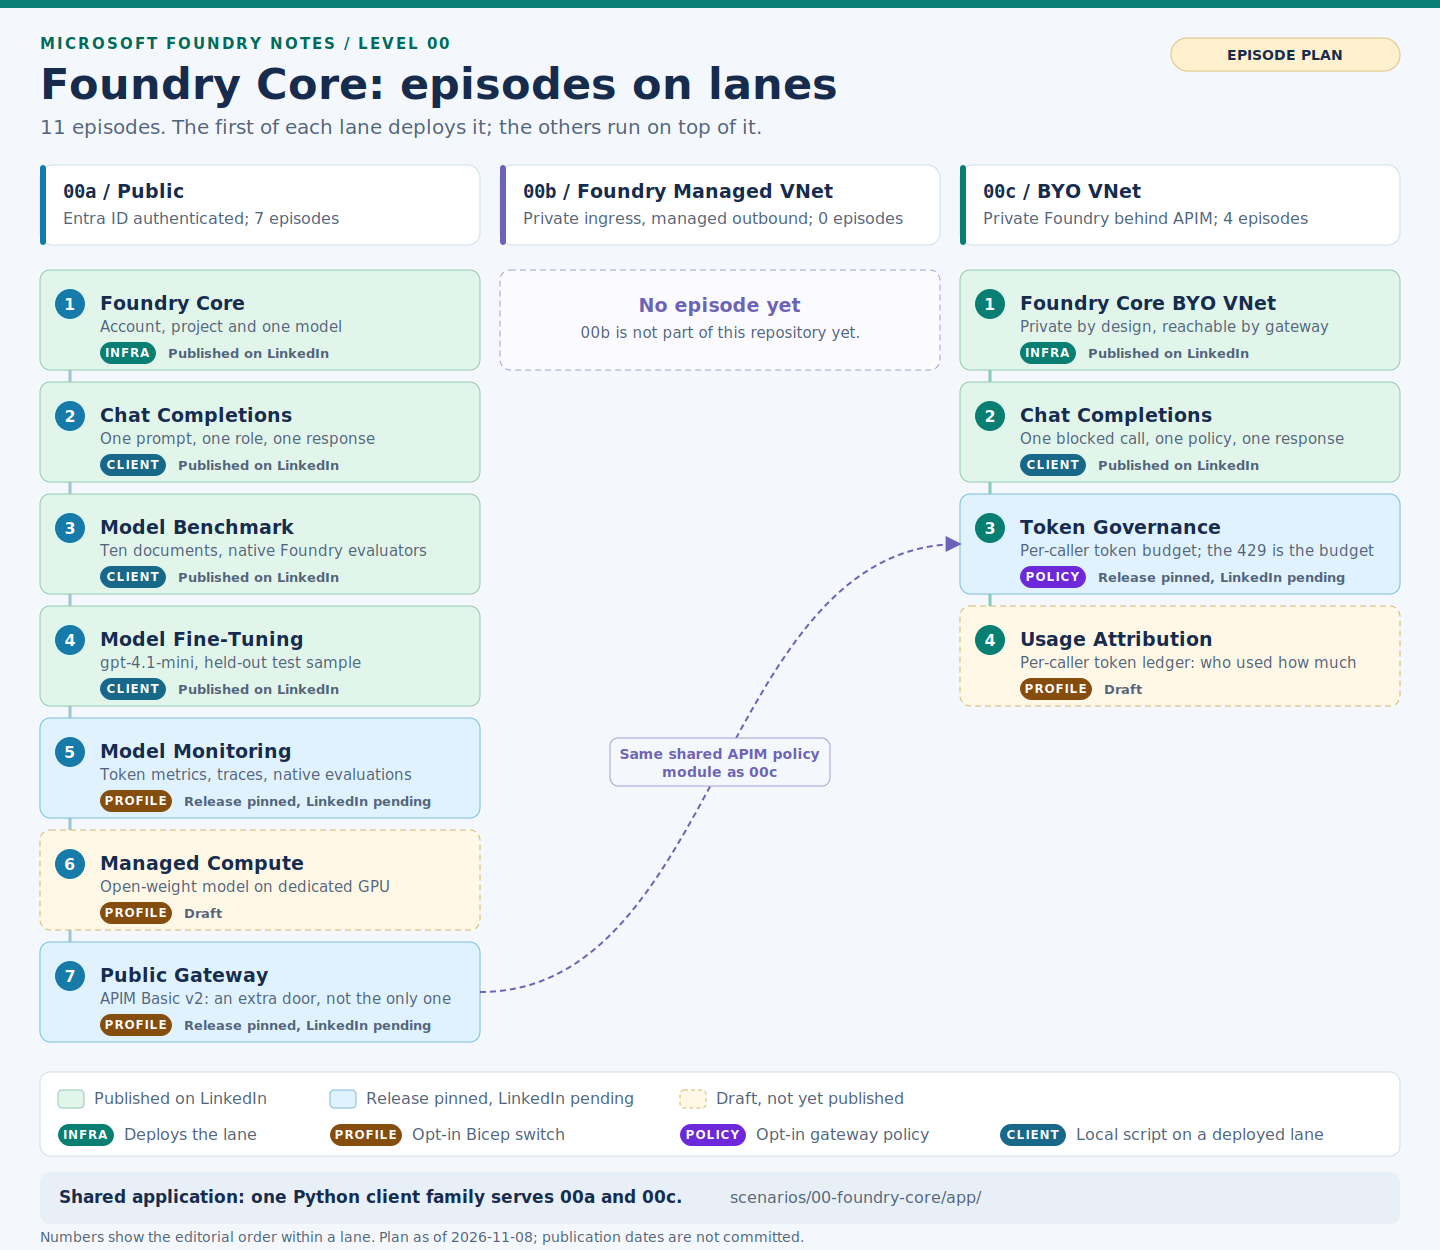 MICROSOFT FOUNDRY NOTES / LEVEL 00
EPISODE PLAN
Foundry Core: episodes on lanes
11 episodes. The first of each lane deploys it; the others run on top of it.
00a / Public
Entra ID authenticated; 7 episodes
00b / Foundry Managed VNet
Private ingress, managed outbound; 0 episodes
00c / BYO VNet
Private Foundry behind APIM; 4 episodes
1
Foundry Core
Account, project and one model
INFRA Published on LinkedIn
2
Chat Completions
One prompt, one role, one response
CLIENT Published on LinkedIn
3
Model Benchmark
Ten documents, native Foundry evaluators
CLIENT Published on LinkedIn
4
Model Fine-Tuning
gpt-4.1-mini, held-out test sample
CLIENT Published on LinkedIn
5
Model Monitoring
Token metrics, traces, native evaluations
PROFILE Release pinned, LinkedIn pending
6
Managed Compute
Open-weight model on dedicated GPU
PROFILE Draft
7
Public Gateway
APIM Basic v2: an extra door, not the only one
PROFILE Release pinned, LinkedIn pending
No episode yet
00b is not part of this repository yet.
Same shared APIM policy
module as 00c
1
Foundry Core BYO VNet
Private by design, reachable by gateway
INFRA Published on LinkedIn
2
Chat Completions
One blocked call, one policy, one response
CLIENT Published on LinkedIn
3
Token Governance
Per-caller token budget; the 429 is the budget
POLICY Release pinned, LinkedIn pending
4
Usage Attribution
Per-caller token ledger: who used how much
PROFILE Draft
Published on LinkedIn
Release pinned, LinkedIn pending
Draft, not yet published
INFRA Deploys the lane
PROFILE Opt-in Bicep switch
POLICY Opt-in gateway policy
CLIENT Local script on a deployed lane
Shared application: one Python client family serves 00a and 00c.
scenarios/00-foundry-core/app/
Numbers show the editorial order within a lane. Plan as of 2026-11-08; publication dates are not committed.